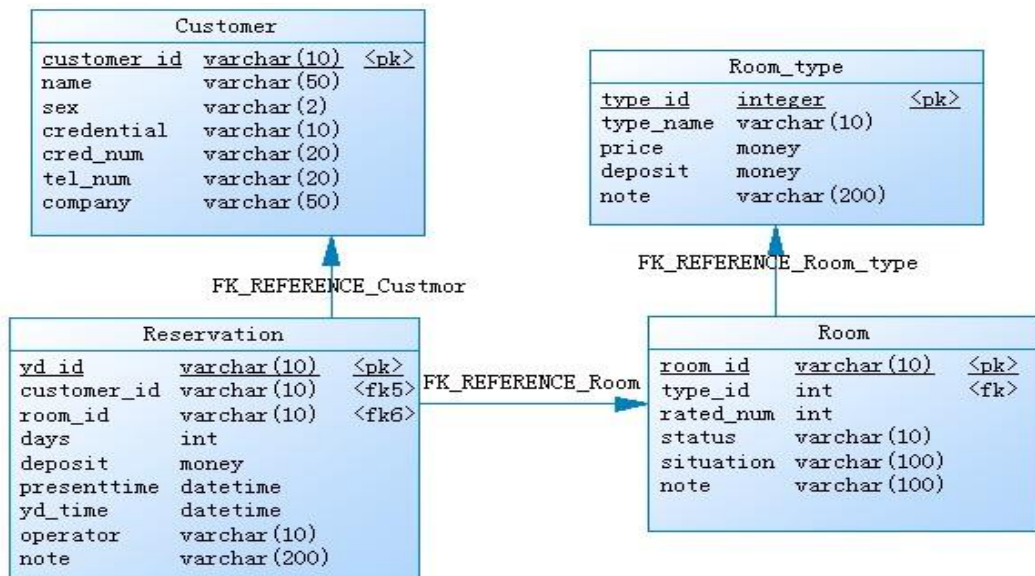 Customer
customer_id varchar(10) <pk>
name varchar(50)
sex varchar(2)
credential varchar(10)
cred_num varchar(20)
tel_num varchar(20)
company varchar(50)
Room_type
type_id integer <pk>
type_name varchar(10)
price money
deposit money
note varchar(200)
FK_REFERENCE_Custmor
FK_REFERENCE_Room_type
Reservation
yd_id varchar(10) <pk>
customer_id varchar(10) <fk5>
room_id varchar(10) <fk6>
days int
deposit money
presenttime datetime
yd_time datetime
operator varchar(10)
note varchar(200)
FK_REFERENCE_Room
Room
room_id varchar(10) <pk>
type_id int <fk>
rated_num int
status varchar(10)
situation varchar(100)
note varchar(100)